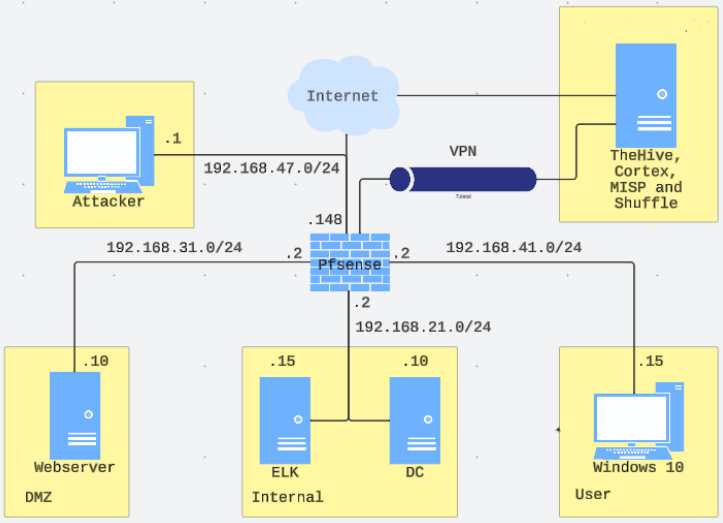 Internet
.1
192.168.47.0/24
Attacker
VPN
Tunnel
TheHive,
Cortex,
MISP and
Shuffle
.148
192.168.31.0/24
.2
Pfsense
.2
192.168.41.0/24
.2
192.168.21.0/24
.10
Webserver
DMZ
.15
.10
ELK
DC
Internal
.15
Windows 10
User